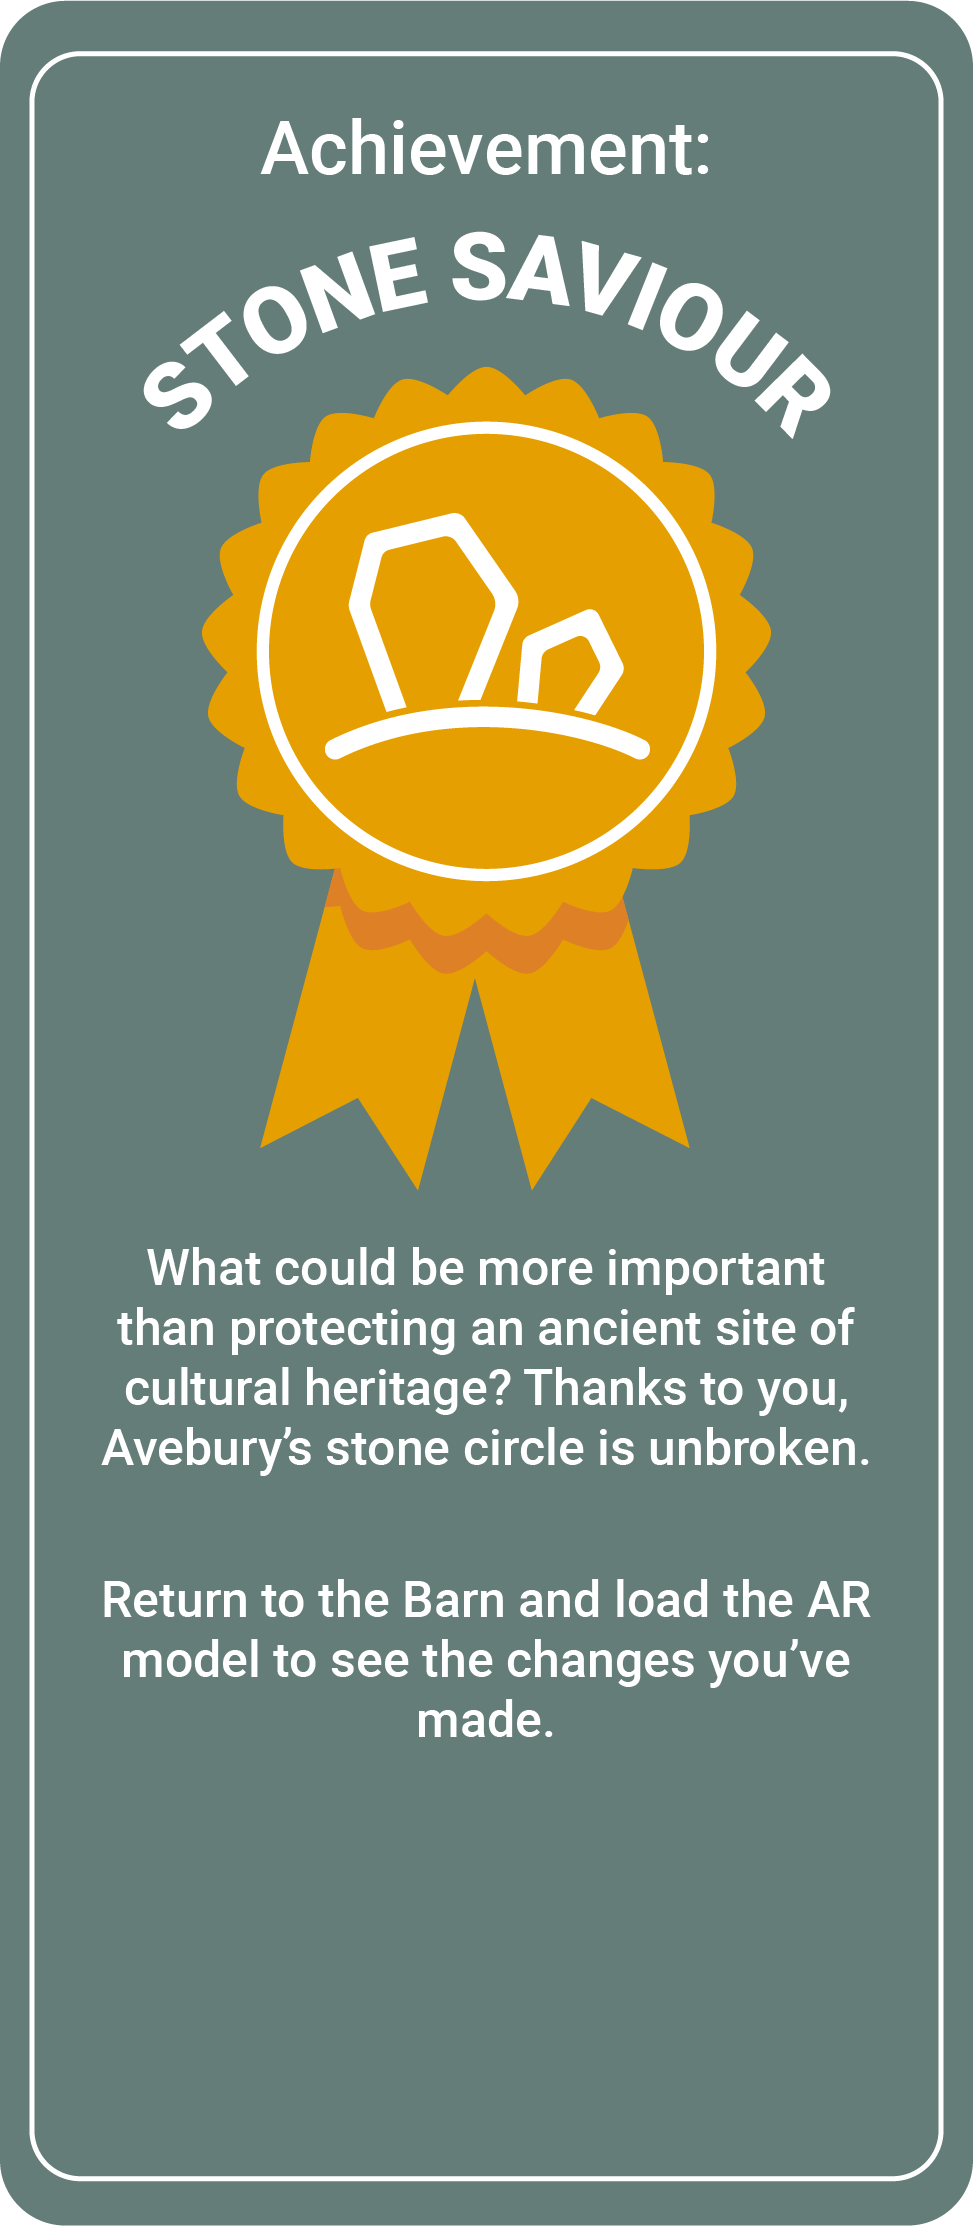 Achievement:
STONE SAVIOUR
What could be more important
than protecting an ancient site of
cultural heritage? Thanks to you,
Avebury’s stone circle is unbroken.
Return to the Barn and load the AR
model to see the changes you’ve
made.